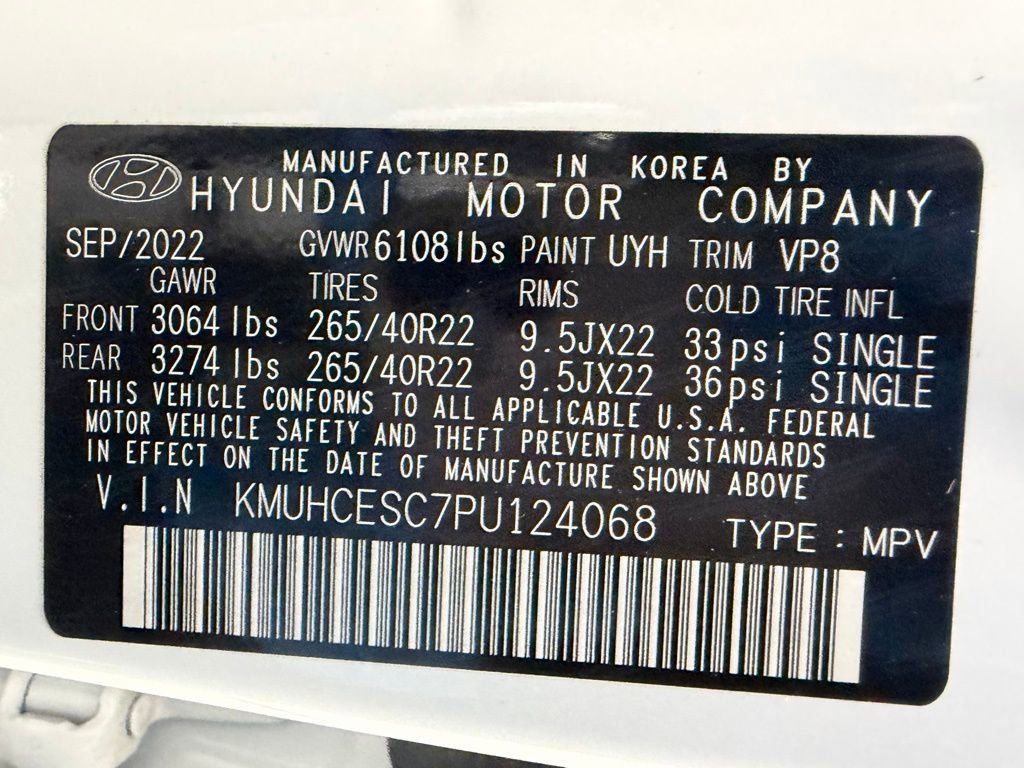 MANUFACTURED IN KOREA BY
HYUNDAI MOTOR COMPANY
SEP/2022 GVWR 6108lbs PAINT UYH TRIM VP8
GAWR TIRES RIMS COLD TIRE INFL
FRONT 3064 lbs 265/40R22 9.5JX22 33psi SINGLE
REAR 3274 lbs 265/40R22 9.5JX22 36psi SINGLE
THIS VEHICLE CONFORMS TO ALL APPLICABLE U.S.A. FEDERAL
MOTOR VEHICLE SAFETY AND THEFT PREVENTION STANDARDS
IN EFFECT ON THE DATE OF MANUFACTURE SHOWN ABOVE
V.I.N KMUHCESC7PU124068 TYPE : MPV